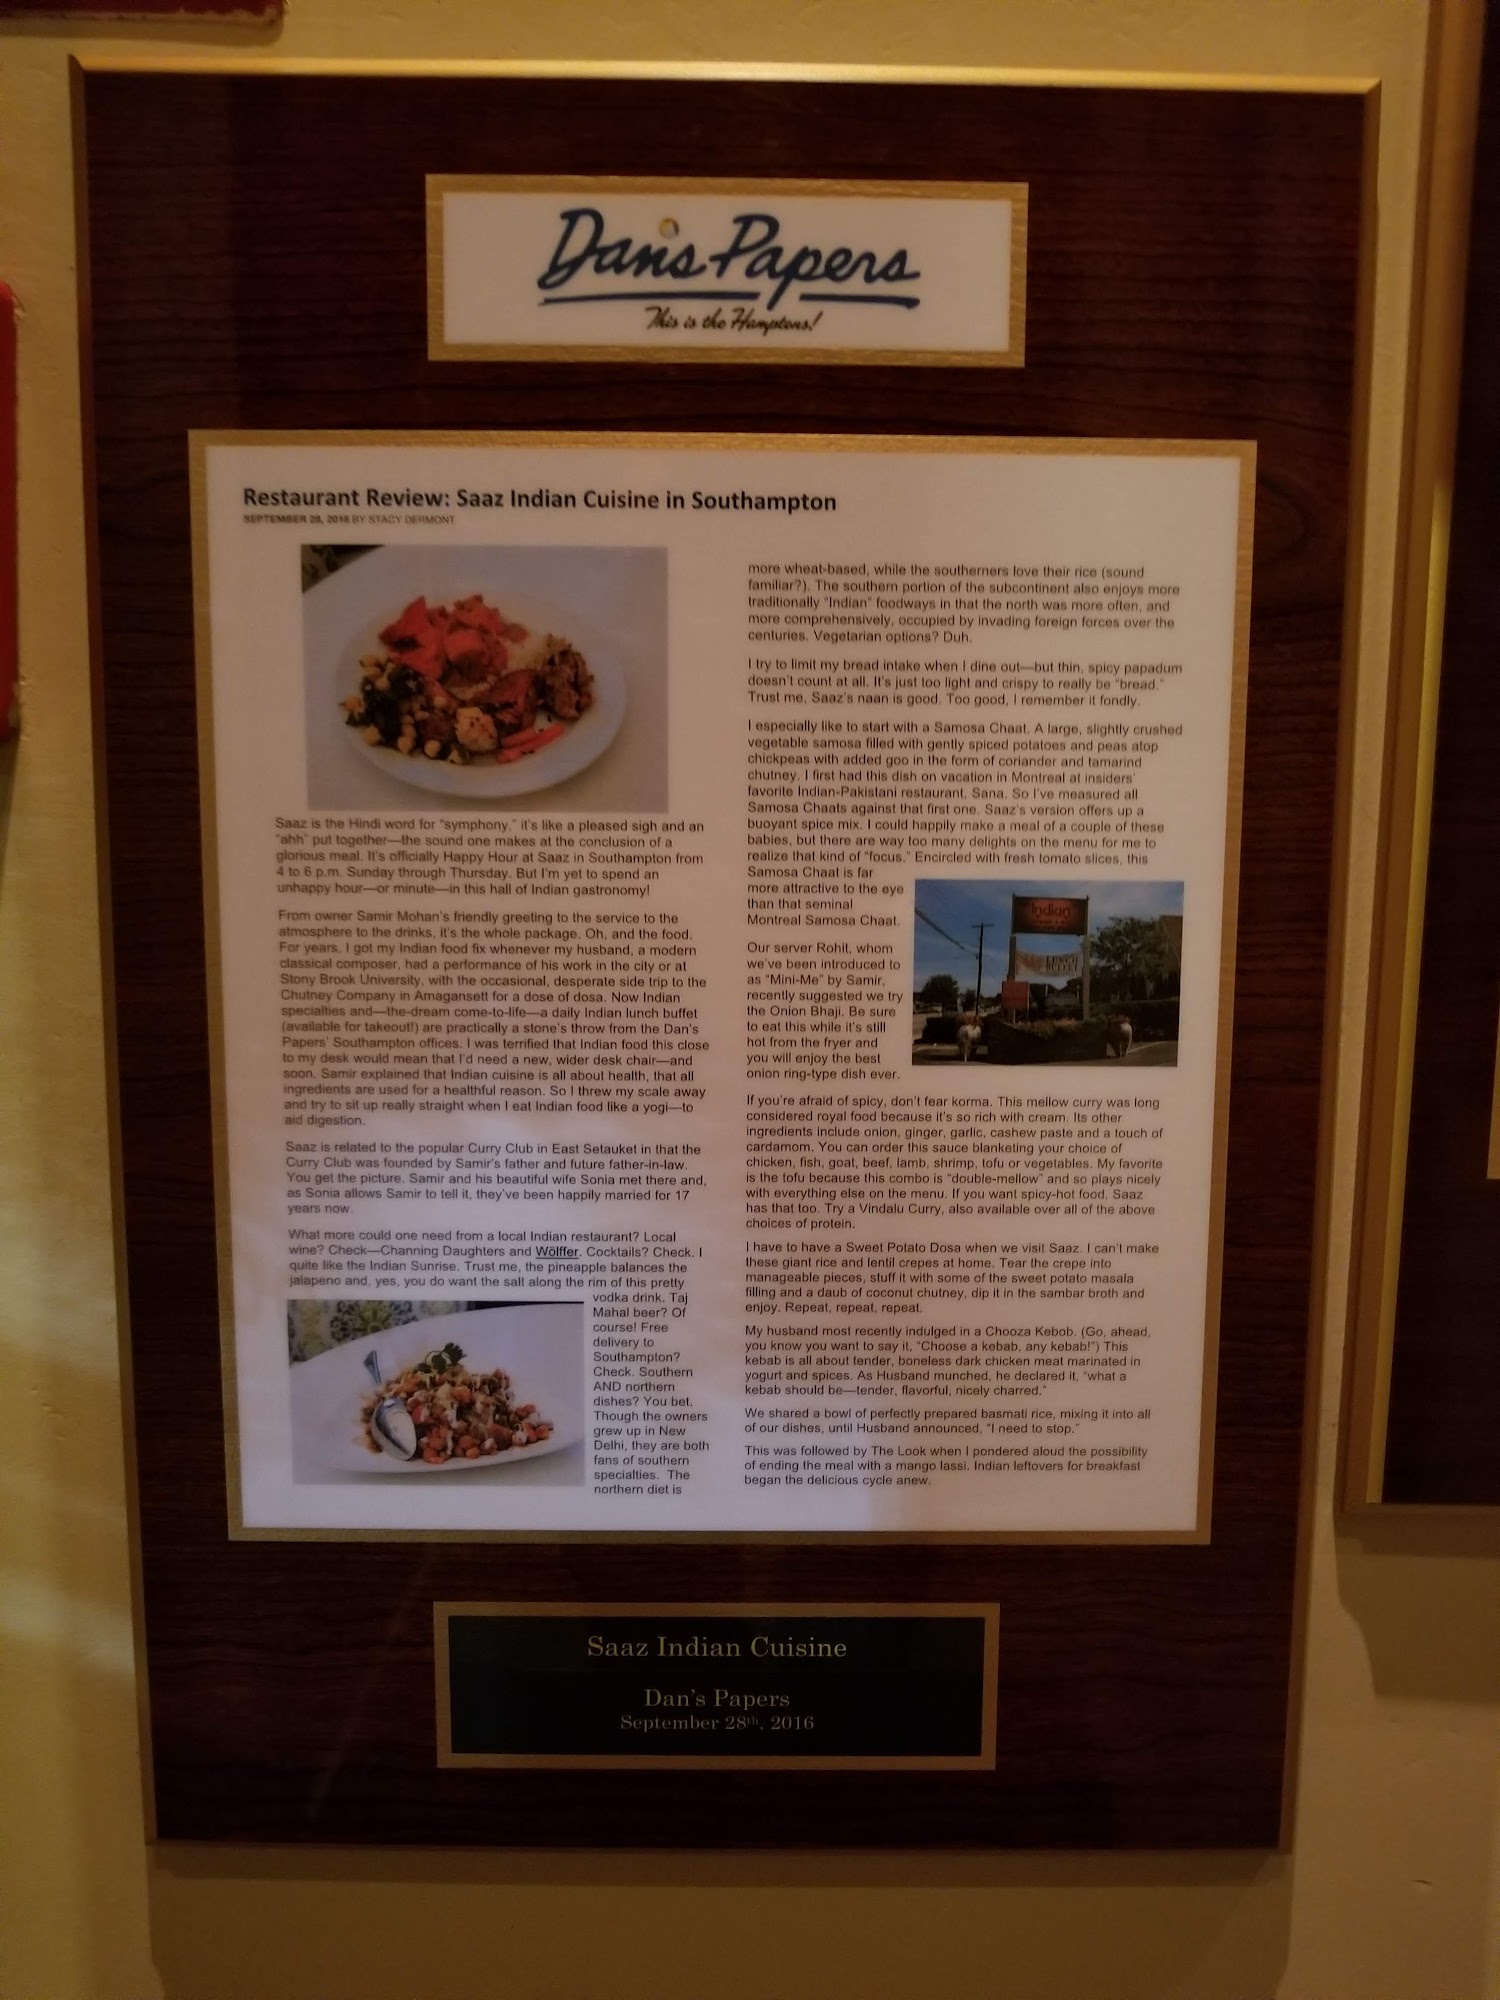 Dan's Papers
This is the Hamptons!
Restaurant Review: Saaz Indian Cuisine in Southampton
SEPTEMBER 28, 2016 BY STACY DERMONT
Saaz is the Hindi word for “symphony,” it’s like a pleased sigh and an
“ahh” put together—the sound one makes at the conclusion of a
glorious meal. It’s officially Happy Hour at Saaz in Southampton from
4 to 6 p.m. Sunday through Thursday. But I’m yet to spend an
unhappy hour—or minute—in this hall of Indian gastronomy!
From owner Samir Mohan’s friendly greeting to the service to the
atmosphere to the drinks, it’s the whole package. Oh, and the food.
For years, I got my Indian food fix whenever my husband, a modern
classical composer, had a performance of his work in the city or at
Stony Brook University, with the occasional, desperate side trip to the
Chutney Company in Amagansett for a dose of dosa. Now Indian
specialties and—the-dream come-to-life—a daily Indian lunch buffet
(available for takeout!) are practically a stone’s throw from the Dan’s
Papers’ Southampton offices. I was terrified that Indian food this close
to my desk would mean that I’d need a new, wider desk chair—and
soon. Samir explained that Indian cuisine is all about health, that all
ingredients are used for a healthful reason. So I threw my scale away
and try to sit up really straight when I eat Indian food like a yogi—to
aid digestion.
Saaz is related to the popular Curry Club in East Setauket in that the
Curry Club was founded by Samir’s father and future father-in-law.
You get the picture. Samir and his beautiful wife Sonia met there and,
as Sonia allows Samir to tell it, they’ve been happily married for 17
years now.
What more could one need from a local Indian restaurant? Local
wine? Check—Channing Daughters and Wölffer. Cocktails? Check. I
quite like the Indian Sunrise. Trust me, the pineapple balances the
jalapeno and, yes, you do want the salt along the rim of this pretty
vodka drink. Taj
Mahal beer? Of
course! Free
delivery to
Southampton?
Check. Southern
AND northern
dishes? You bet.
Though the owners
grew up in New
Delhi, they are both
fans of southern
specialties. The
northern diet is
more wheat-based, while the southerners love their rice (sound
familiar?). The southern portion of the subcontinent also enjoys more
traditionally “Indian” foodways in that the north was more often, and
more comprehensively, occupied by invading foreign forces over the
centuries. Vegetarian options? Duh.
I try to limit my bread intake when I dine out—but thin, spicy papadum
doesn’t count at all. It’s just too light and crispy to really be “bread.”
Trust me, Saaz’s naan is good. Too good, I remember it fondly.
I especially like to start with a Samosa Chaat. A large, slightly crushed
vegetable samosa filled with gently spiced potatoes and peas atop
chickpeas with added goo in the form of coriander and tamarind
chutney. I first had this dish on vacation in Montreal at insiders’
favorite Indian-Pakistani restaurant, Sana. So I’ve measured all
Samosa Chaats against that first one. Saaz’s version offers up a
buoyant spice mix. I could happily make a meal of a couple of these
babies, but there are way too many delights on the menu for me to
realize that kind of “focus.” Encircled with fresh tomato slices, this
Samosa Chaat is far
more attractive to the eye
than that seminal
Montreal Samosa Chaat.
Indian
LUNCH
BUFFET
Our server Rohit, whom
we’ve been introduced to
as “Mini-Me” by Samir,
recently suggested we try
the Onion Bhaji. Be sure
to eat this while it’s still
hot from the fryer and
you will enjoy the best
onion ring-type dish ever.
If you’re afraid of spicy, don’t fear korma. This mellow curry was long
considered royal food because it’s so rich with cream. Its other
ingredients include onion, ginger, garlic, cashew paste and a touch of
cardamom. You can order this sauce blanketing your choice of
chicken, fish, goat, beef, lamb, shrimp, tofu or vegetables. My favorite
is the tofu because this combo is “double-mellow” and so plays nicely
with everything else on the menu. If you want spicy-hot food, Saaz
has that too. Try a Vindalu Curry, also available over all of the above
choices of protein.
I have to have a Sweet Potato Dosa when we visit Saaz. I can’t make
these giant rice and lentil crepes at home. Tear the crepe into
manageable pieces, stuff it with some of the sweet potato masala
filling and a daub of coconut chutney, dip it in the sambar broth and
enjoy. Repeat, repeat, repeat.
My husband most recently indulged in a Chooza Kebob. (Go, ahead,
you know you want to say it, “Choose a kebab, any kebab!”) This
kebab is all about tender, boneless dark chicken meat marinated in
yogurt and spices. As Husband munched, he declared it, “what a
kebab should be—tender, flavorful, nicely charred.”
We shared a bowl of perfectly prepared basmati rice, mixing it into all
of our dishes, until Husband announced, “I need to stop.”
This was followed by The Look when I pondered aloud the possibility
of ending the meal with a mango lassi. Indian leftovers for breakfast
began the delicious cycle anew.
Saaz Indian Cuisine
Dan’s Papers
September 28th, 2016